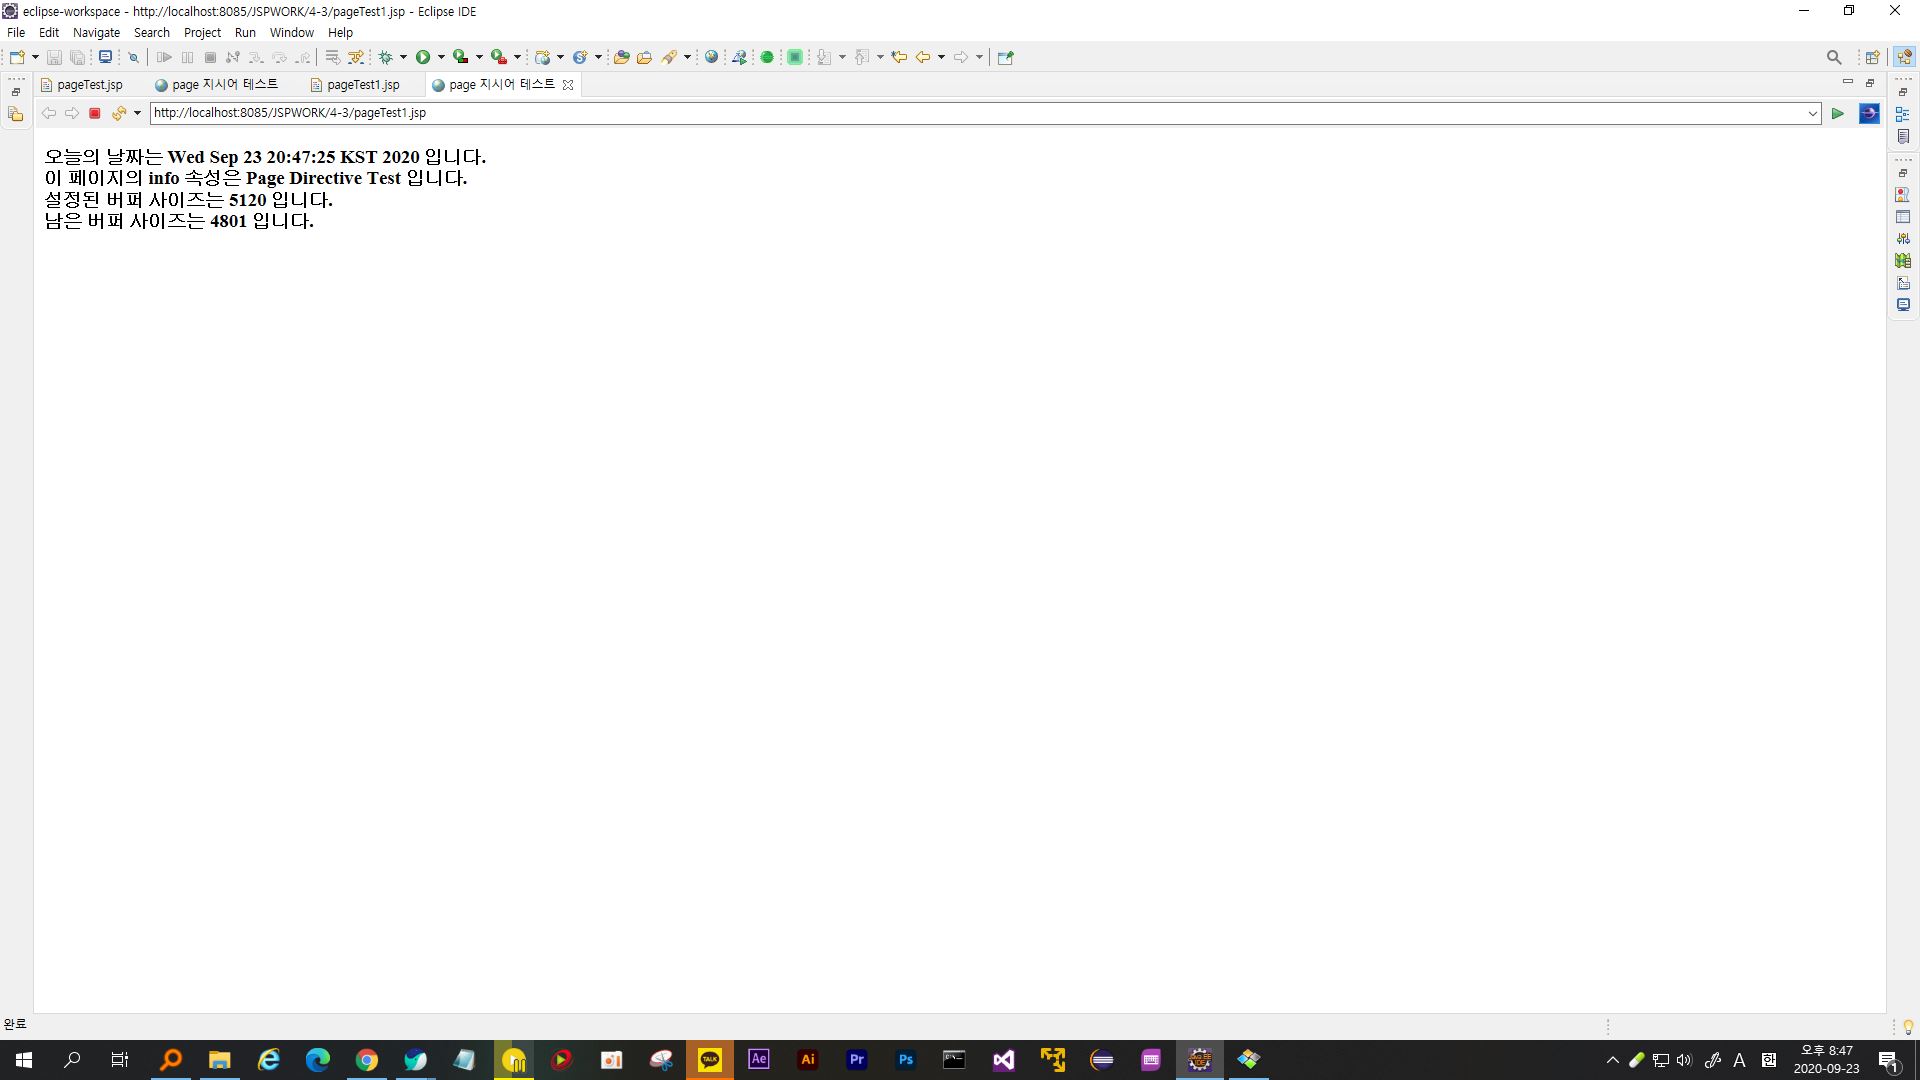 eclipse-workspace - http://localhost:8085/JSPWORK/4-3/pageTest1.jsp - Eclipse IDE
File Edit Navigate Search Project Run Window Help
pageTest.jsp page 지시어 테스트 pageTest1.jsp page 지시어 테스트
http://localhost:8085/JSPWORK/4-3/pageTest1.jsp
오늘의 날짜는 Wed Sep 23 20:47:25 KST 2020 입니다.
이 페이지의 info 속성은 Page Directive Test 입니다.
설정된 버퍼 사이즈는 5120 입니다.
남은 버퍼 사이즈는 4801 입니다.
완료
TALK
Ae
Ai
Pr
Ps
A
오후 8:47
2020-09-23
1